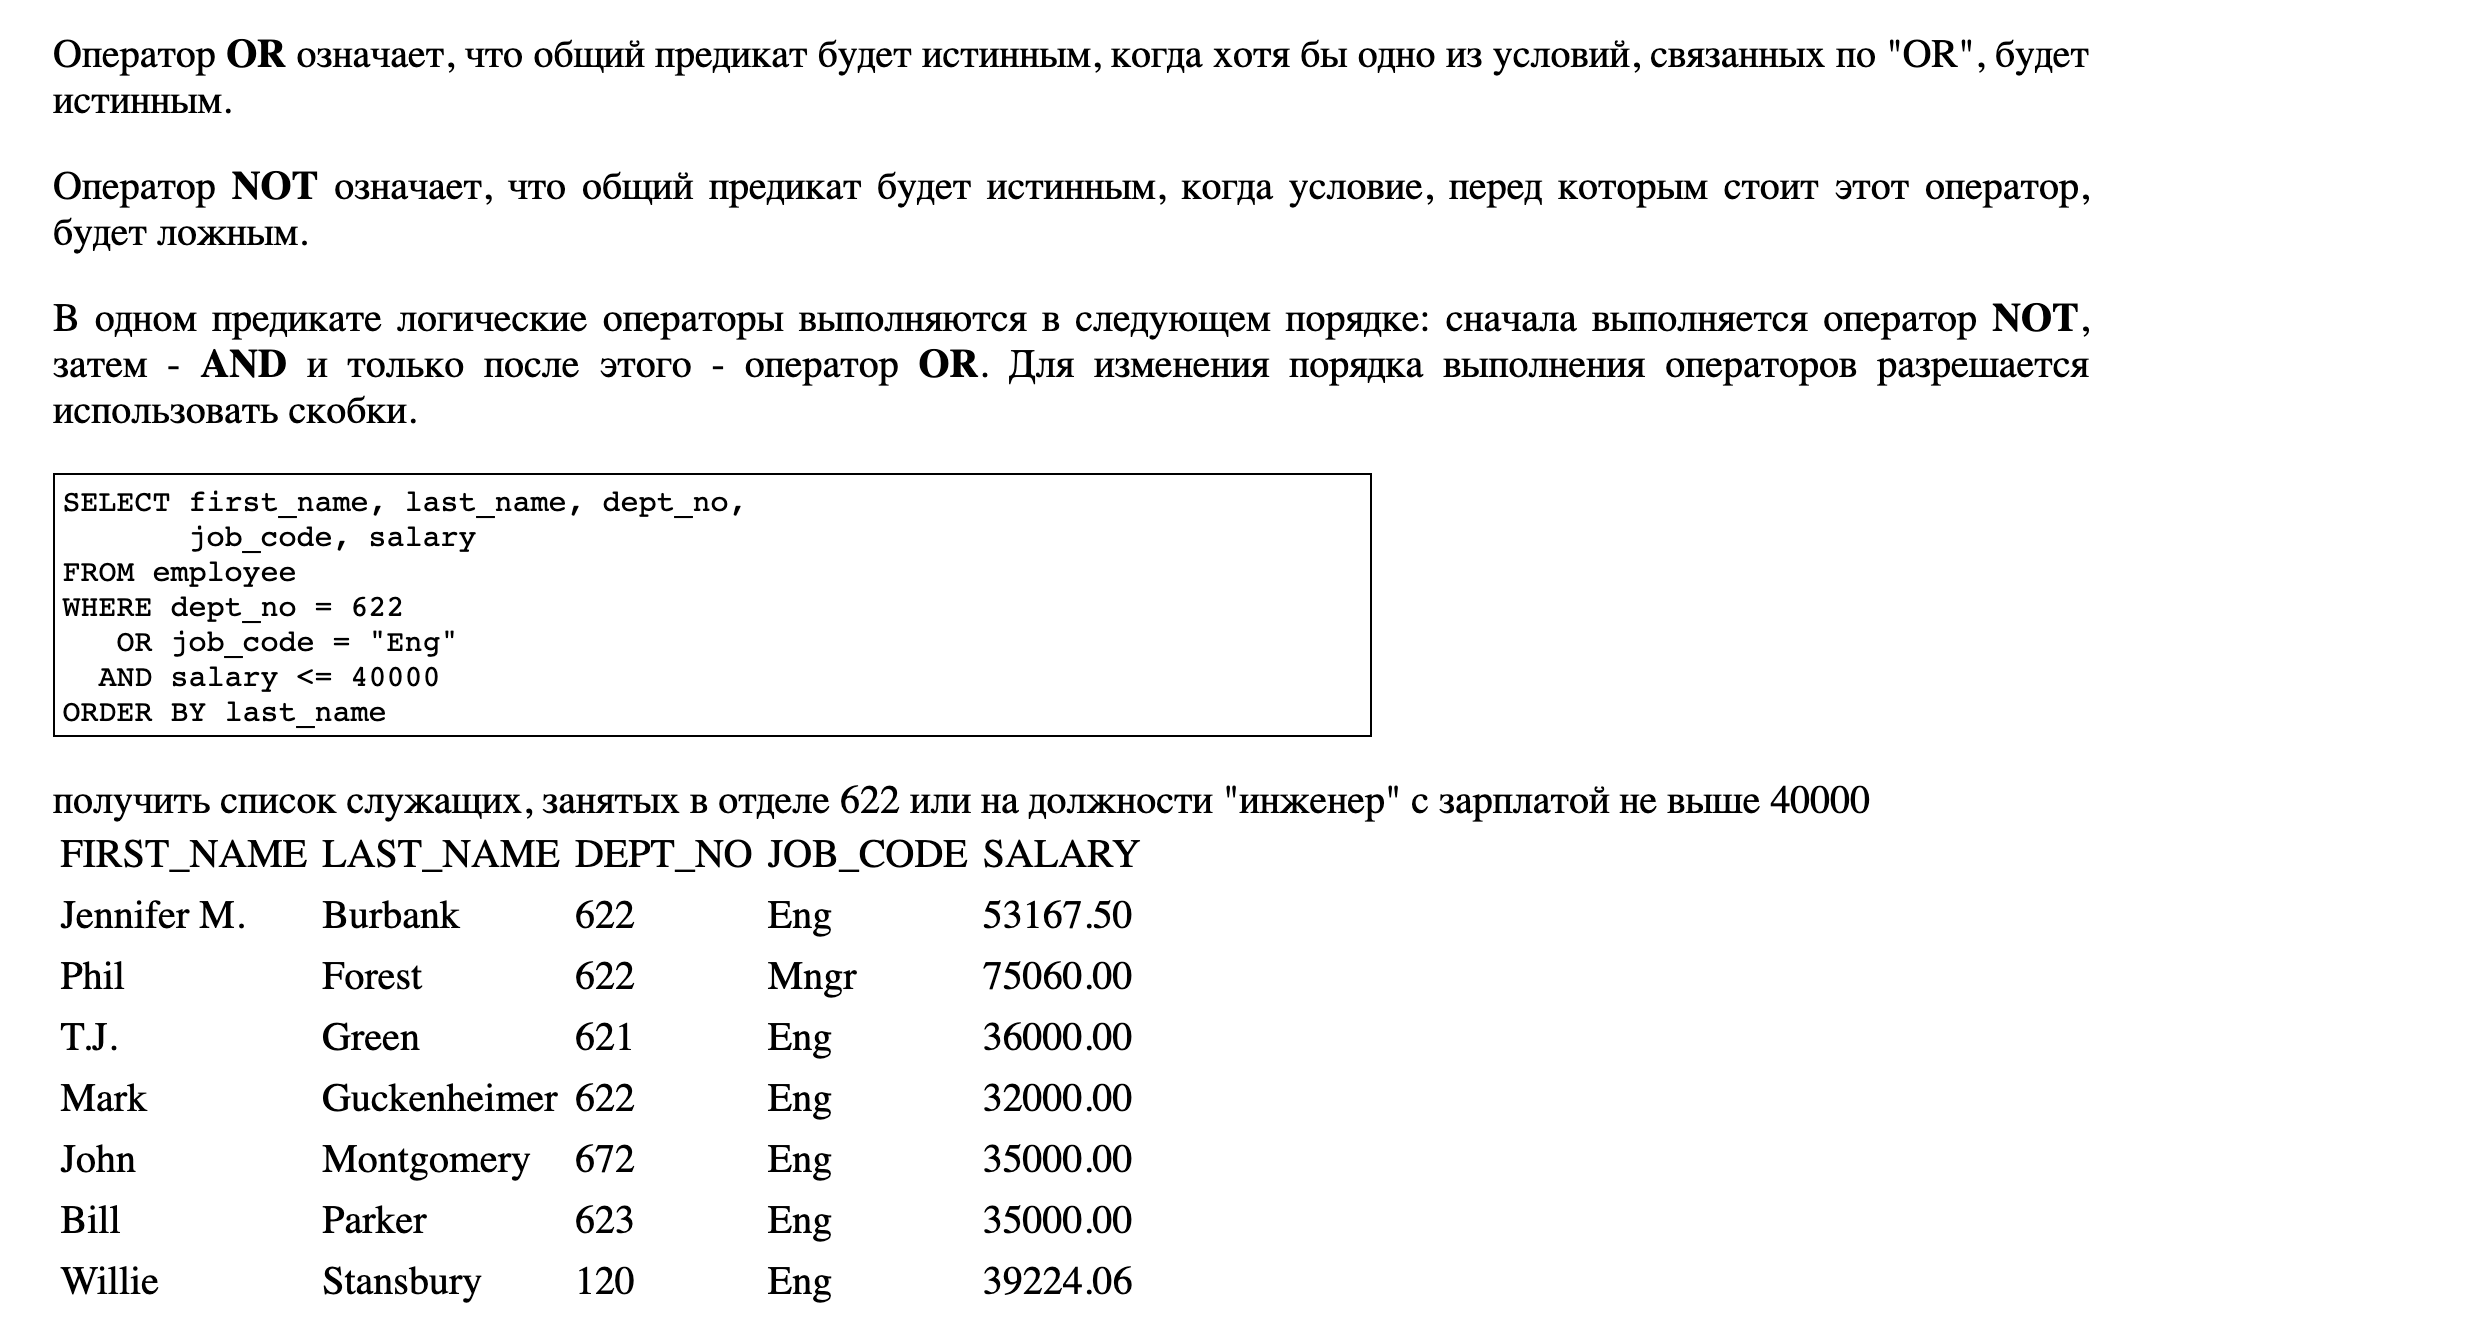 Оператор OR означает, что общий предикат будет истинным, когда хотя бы одно из условий, связанных по "OR", будет
истинным.
Оператор NOT означает, что общий предикат будет истинным, когда условие, перед которым стоит этот оператор,
будет ложным.
В одном предикате логические операторы выполняются в следующем порядке: сначала выполняется оператор NOT,
затем - AND и только после этого - оператор OR. Для изменения порядка выполнения операторов разрешается
использовать скобки.
SELECT first_name, last_name, dept_no,
       job_code, salary
FROM employee
WHERE dept_no = 622
   OR job_code = "Eng"
  AND salary <= 40000
ORDER BY last_name
получить список служащих, занятых в отделе 622 или на должности "инженер" с зарплатой не выше 40000
FIRST_NAME LAST_NAME DEPT_NO JOB_CODE SALARY
Jennifer M. Burbank 622 Eng 53167.50
Phil Forest 622 Mngr 75060.00
T.J. Green 621 Eng 36000.00
Mark Guckenheimer 622 Eng 32000.00
John Montgomery 672 Eng 35000.00
Bill Parker 623 Eng 35000.00
Willie Stansbury 120 Eng 39224.06